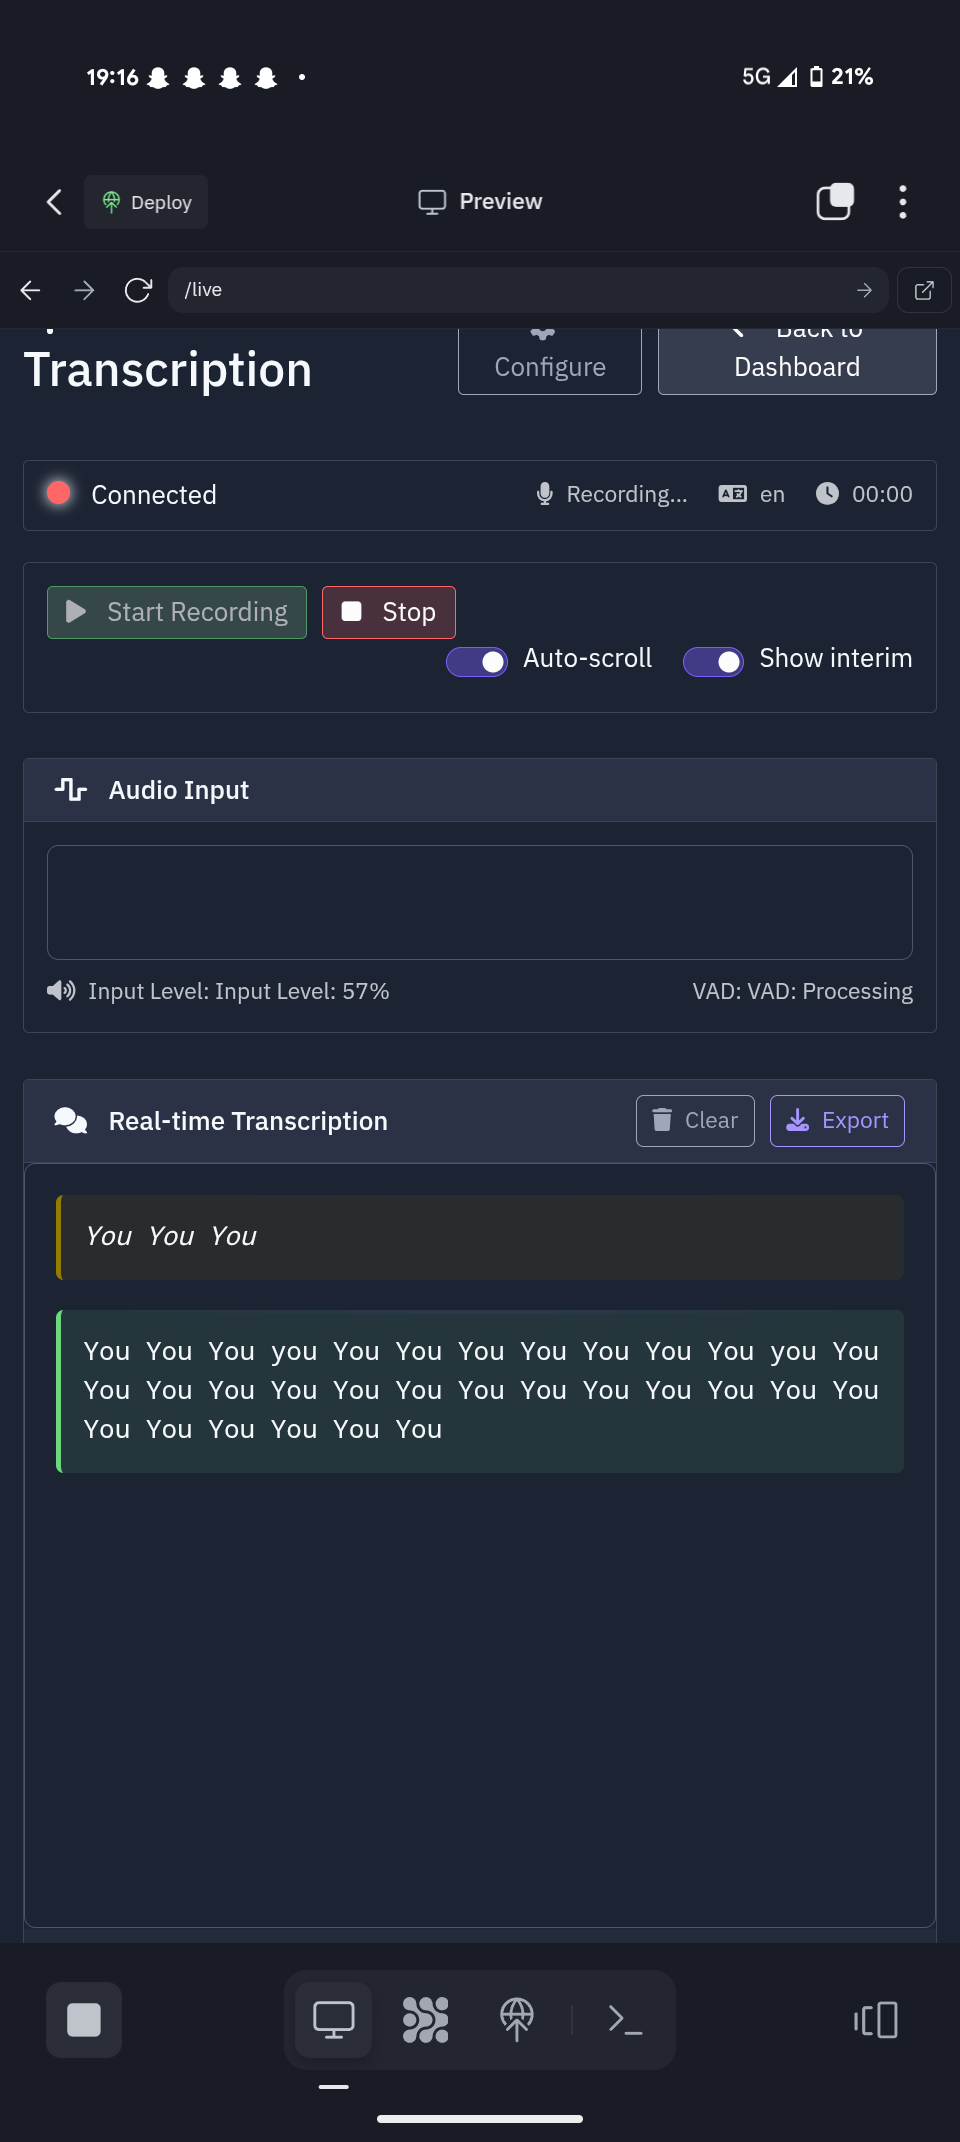 19:16
5G 21%
Deploy
Preview
/live
Transcription
Configure
Back to
Dashboard
Connected
Recording...
en
00:00
Start Recording
Stop
Auto-scroll
Show interim
Audio Input
Input Level: Input Level: 57%
VAD: VAD: Processing
Real-time Transcription
Clear
Export
You You You
You You You you You You You You You You You you You
You You You You You You You You You You You You You
You You You You You You